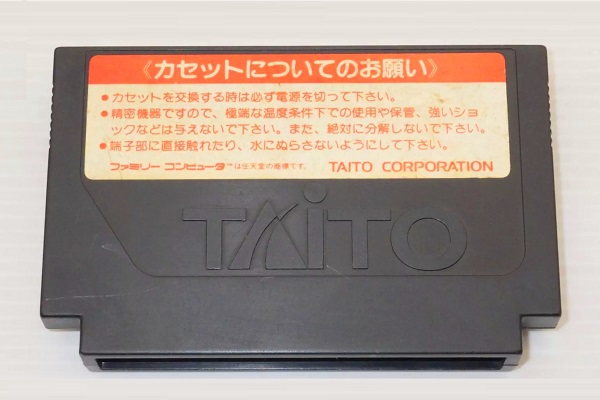 《カセットについてのお願い》
●カセットを交換する時は必ず電源を切って下さい。
●精密機器ですので、極端な温度条件下での使用や保管、強いショ
ックなどは与えないで下さい。また、絶対に分解しないで下さい。
●端子部に直接触れたり、水にぬらさないようにして下さい。
ファミリー コンピュータ™は任天堂の商標です。 TAITO CORPORATION
TAiTO